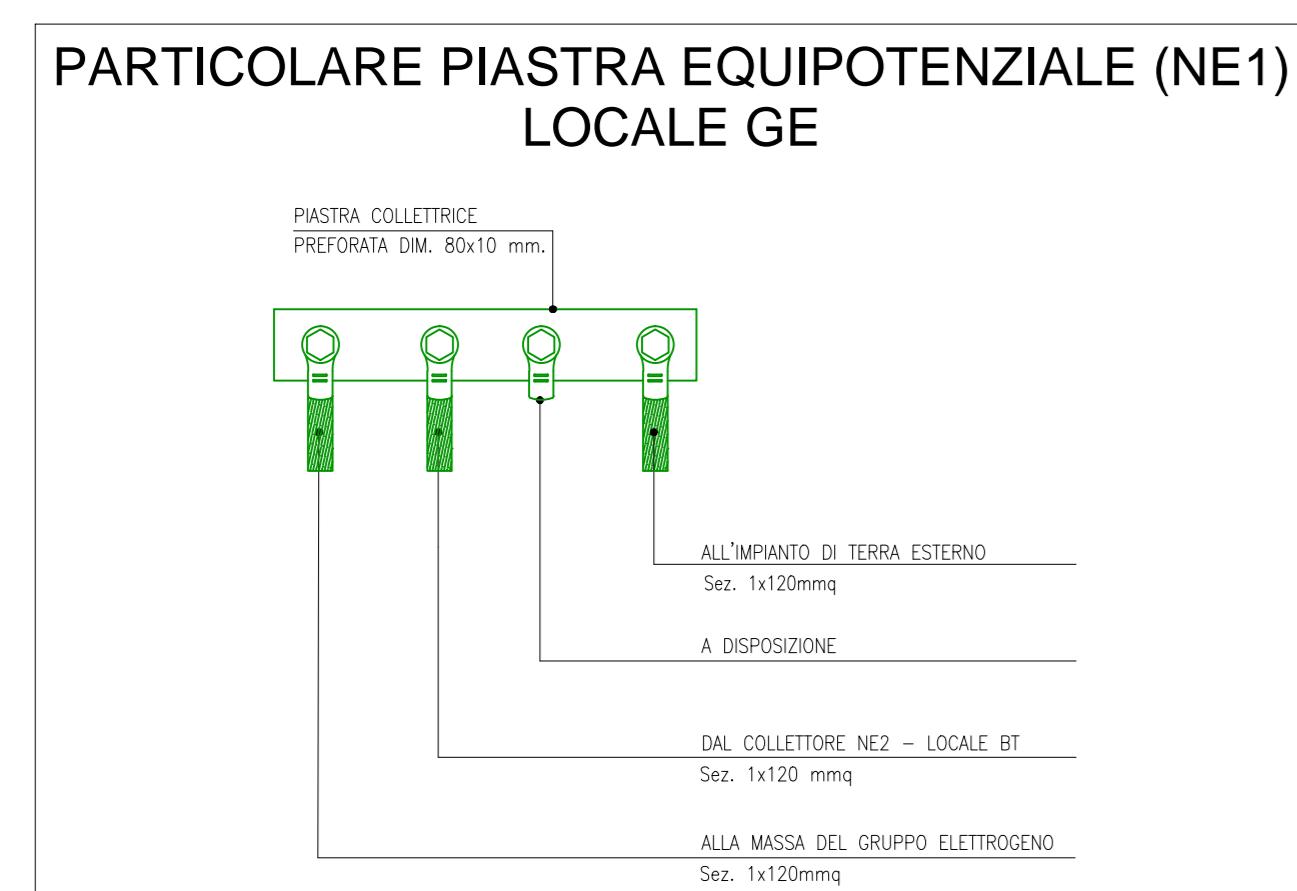 PARTICOLARE PIASTRA EQUIPOTENZIALE (NE1)
LOCALE GE
PIASTRA COLLETTRICE
PREFORATA DIM. 80x10 mm.
ALL'IMPIANTO DI TERRA ESTERNO
Sez. 1x120mmq
A DISPOSIZIONE
DAL COLLETTORE NE2 – LOCALE BT
Sez. 1x120 mmq
ALLA MASSA DEL GRUPPO ELETTROGENO
Sez. 1x120mmq